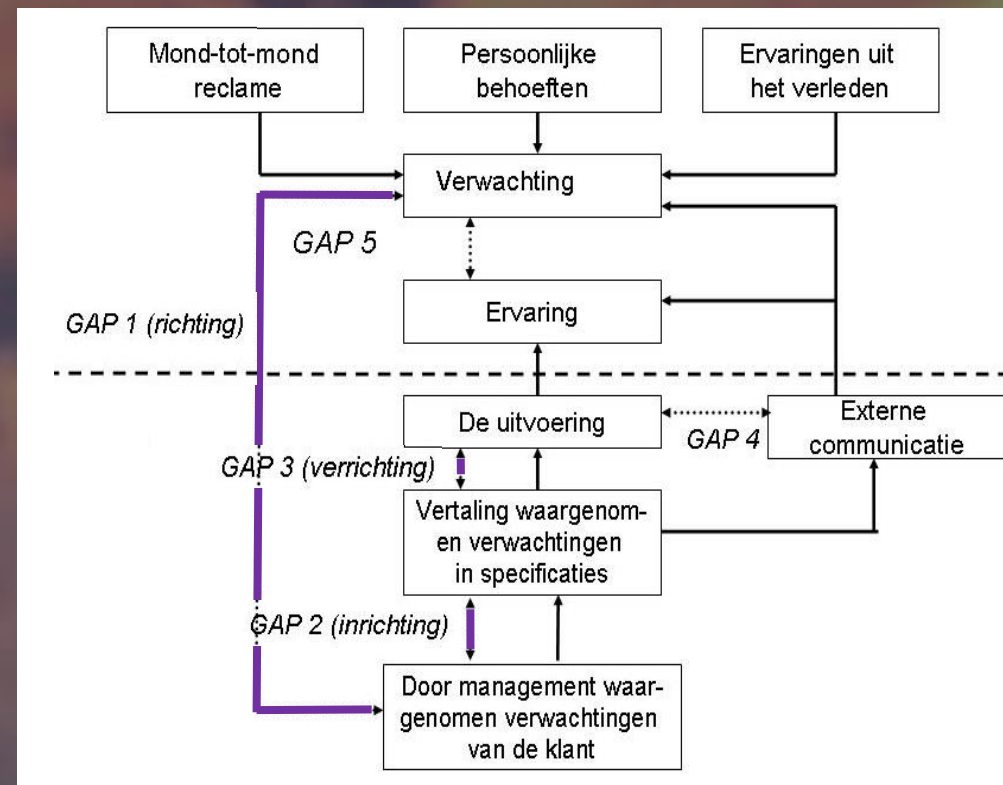 Mond-tot-mond
reclame
Persoonlijke
behoeften
Ervaringen uit
het verleden
Verwachting
GAP 5
Ervaring
GAP 1 (richting)
De uitvoering
GAP 4
Externe
communicatie
GAP 3 (verrichting)
Vertaling waargenom-
en verwachtingen
in specificaties
GAP 2 (inrichting)
Door management waar-
genomen verwachtingen
van de klant